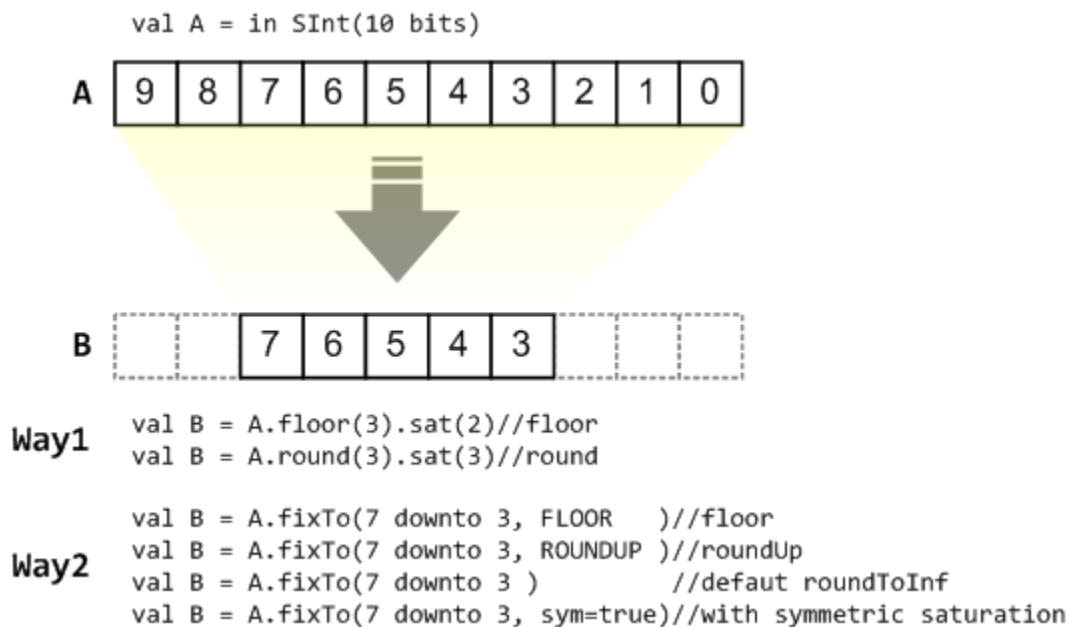 val A = in SInt(10 bits)
A 9 8 7 6 5 4 3 2 1 0
B 7 6 5 4 3
Way1
val B = A.floor(3).sat(2)//floor
val B = A.round(3).sat(3)//round
Way2
val B = A.fixTo(7 downto 3, FLOOR   )//floor
val B = A.fixTo(7 downto 3, ROUNDUP )//roundUp
val B = A.fixTo(7 downto 3 )         //defaut roundToInf
val B = A.fixTo(7 downto 3, sym=true)//with symmetric saturation